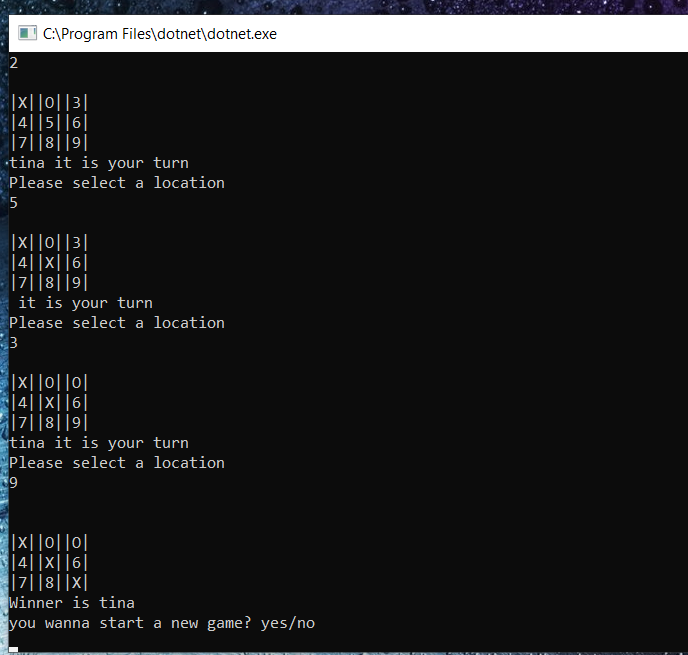 C:\Program Files\dotnet\dotnet.exe
2
|X||O||3|
|4||5||6|
|7||8||9|
tina it is your turn
Please select a location
5
|X||O||3|
|4||X||6|
|7||8||9|
it is your turn
Please select a location
3
|X||O||O|
|4||X||6|
|7||8||9|
tina it is your turn
Please select a location
9
|X||O||O|
|4||X||6|
|7||8||X|
Winner is tina
you wanna start a new game? yes/no